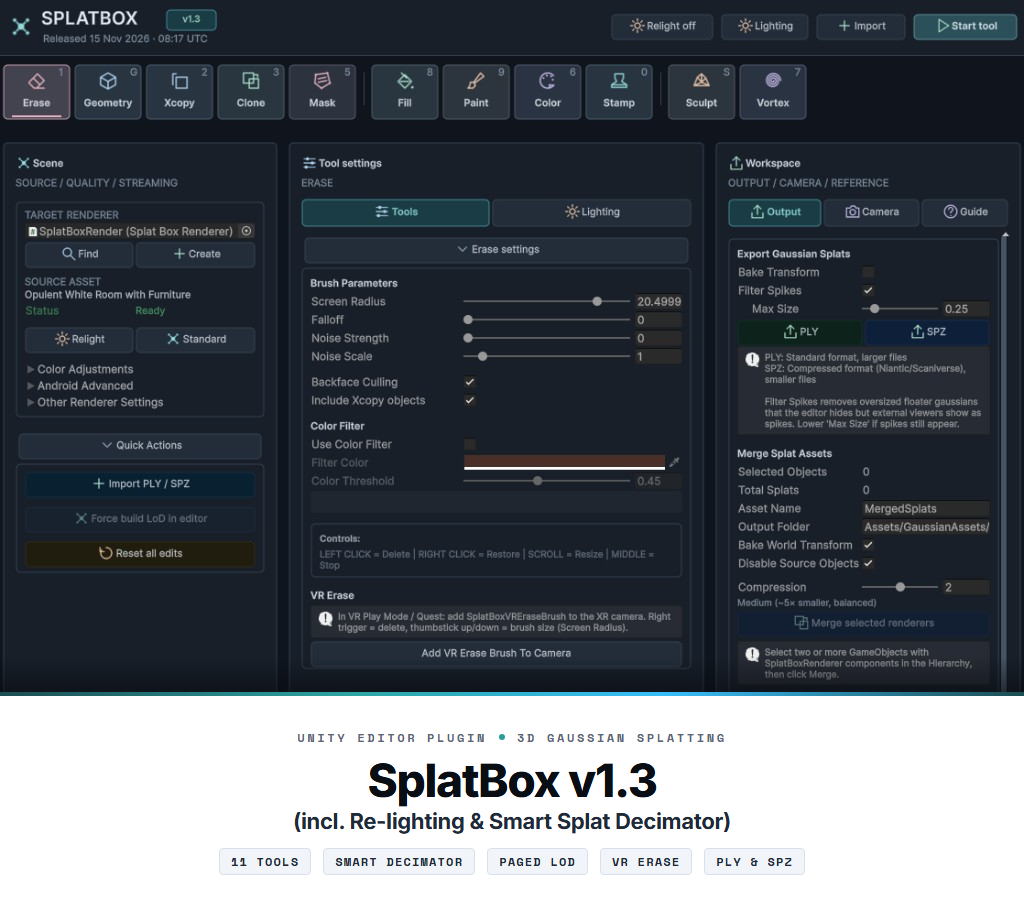 SPLATBOX
v1.3
Released 15 Nov 2026 · 08:17 UTC
Relight off
Lighting
Import
Start tool
1
Erase
G
Geometry
2
Xcopy
3
Clone
5
Mask
8
Fill
9
Paint
6
Color
0
Stamp
S
Sculpt
7
Vortex
Scene
SOURCE / QUALITY / STREAMING
TARGET RENDERER
SplatBoxRender (Splat Box Renderer)
Find
Create
SOURCE ASSET
Opulent White Room with Furniture
Status Ready
Relight
Standard
Color Adjustments
Android Advanced
Other Renderer Settings
Quick Actions
Import PLY / SPZ
Force build LoD in editor
Reset all edits
Tool settings
ERASE
Tools
Lighting
Erase settings
Brush Parameters
Screen Radius 20.4999
Falloff 0
Noise Strength 0
Noise Scale 1
Backface Culling
Include Xcopy objects
Color Filter
Use Color Filter
Filter Color
Color Threshold 0.45
Controls:
LEFT CLICK = Delete | RIGHT CLICK = Restore | SCROLL = Resize | MIDDLE =
Stop
VR Erase
In VR Play Mode / Quest: add SplatBoxVREraseBrush to the XR camera. Right
trigger = delete, thumbstick up/down = brush size (Screen Radius).
Add VR Erase Brush To Camera
Workspace
OUTPUT / CAMERA / REFERENCE
Output
Camera
Guide
Export Gaussian Splats
Bake Transform
Filter Spikes
Max Size 0.25
PLY
SPZ
PLY: Standard format, larger files
SPZ: Compressed format (Niantic/Scaniverse),
smaller files
Filter Spikes removes oversized floater gaussians
that the editor hides but external viewers show as
spikes. Lower 'Max Size' if spikes still appear.
Merge Splat Assets
Selected Objects 0
Total Splats 0
Asset Name MergedSplats
Output Folder Assets/GaussianAssets/
Bake World Transform
Disable Source Objects
Compression 2
Medium (~5× smaller, balanced)
Merge selected renderers
Select two or more GameObjects with
SplatBoxRenderer components in the Hierarchy,
then click Merge.
UNITY EDITOR PLUGIN • 3D GAUSSIAN SPLATTING
SplatBox v1.3
(incl. Re-lighting & Smart Splat Decimator)
11 TOOLS
SMART DECIMATOR
PAGED LOD
VR ERASE
PLY & SPZ